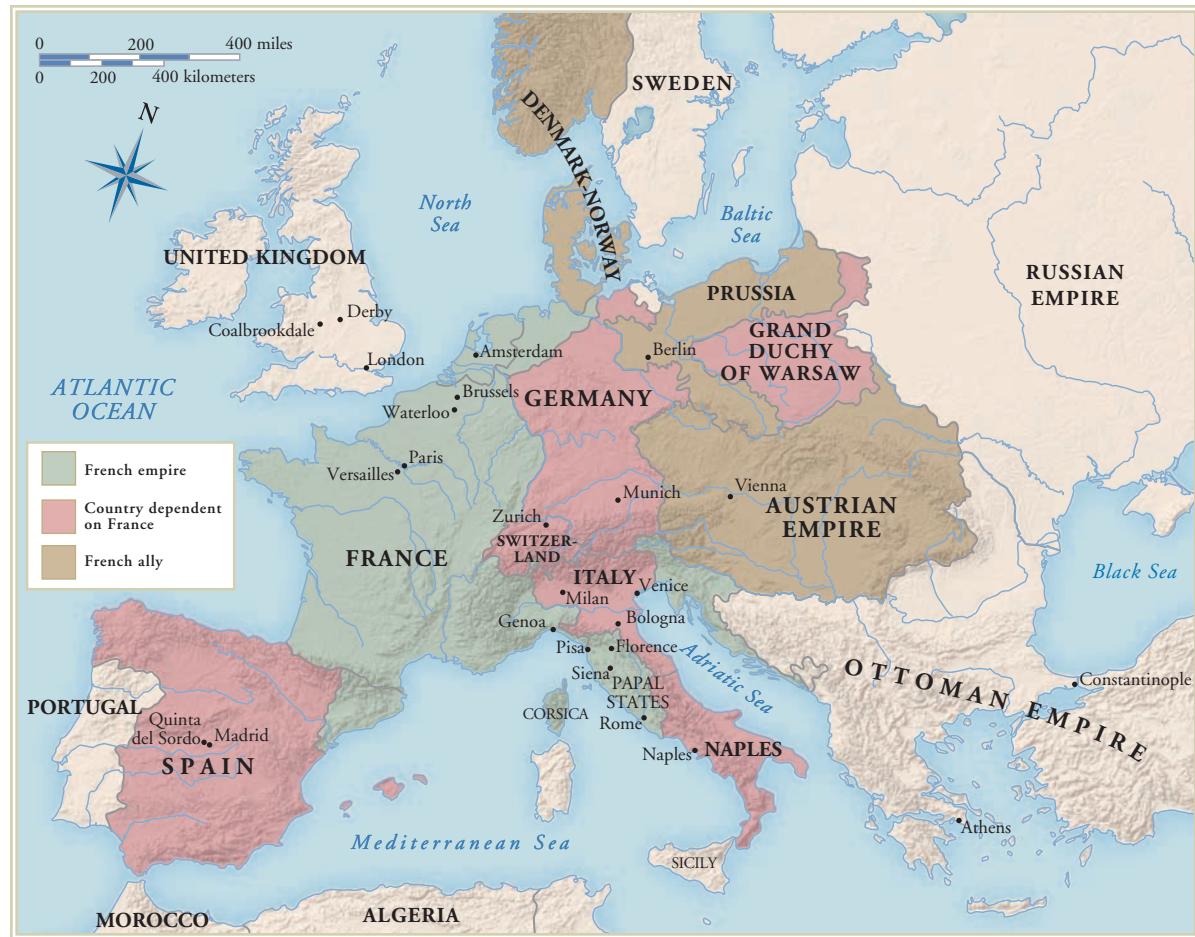 0 200 400 miles
0 200 400 kilometers
N
SWEDEN
DENMARK-NORWAY
North
Sea
Baltic
Sea
UNITED KINGDOM
RUSSIAN
EMPIRE
PRUSSIA
Derby
Coalbrookdale
GRAND
DUCHY
OF WARSAW
London
Amsterdam
Berlin
ATLANTIC
OCEAN
Brussels
GERMANY
Waterloo
French empire
Country dependent
on France
French ally
Paris
Versailles
Munich
Vienna
AUSTRIAN
EMPIRE
Zurich
SWITZER-
LAND
FRANCE
ITALY
Venice
Milan
Black Sea
Genoa
Bologna
Pisa
Florence
Adriatic Sea
Siena
PAPAL
STATES
OTTOMAN EMPIRE
Constantinople
PORTUGAL
CORSICA
Rome
Quinta
del Sordo
Madrid
SPAIN
Naples
NAPLES
Athens
Mediterranean Sea
SICILY
MOROCCO
ALGERIA